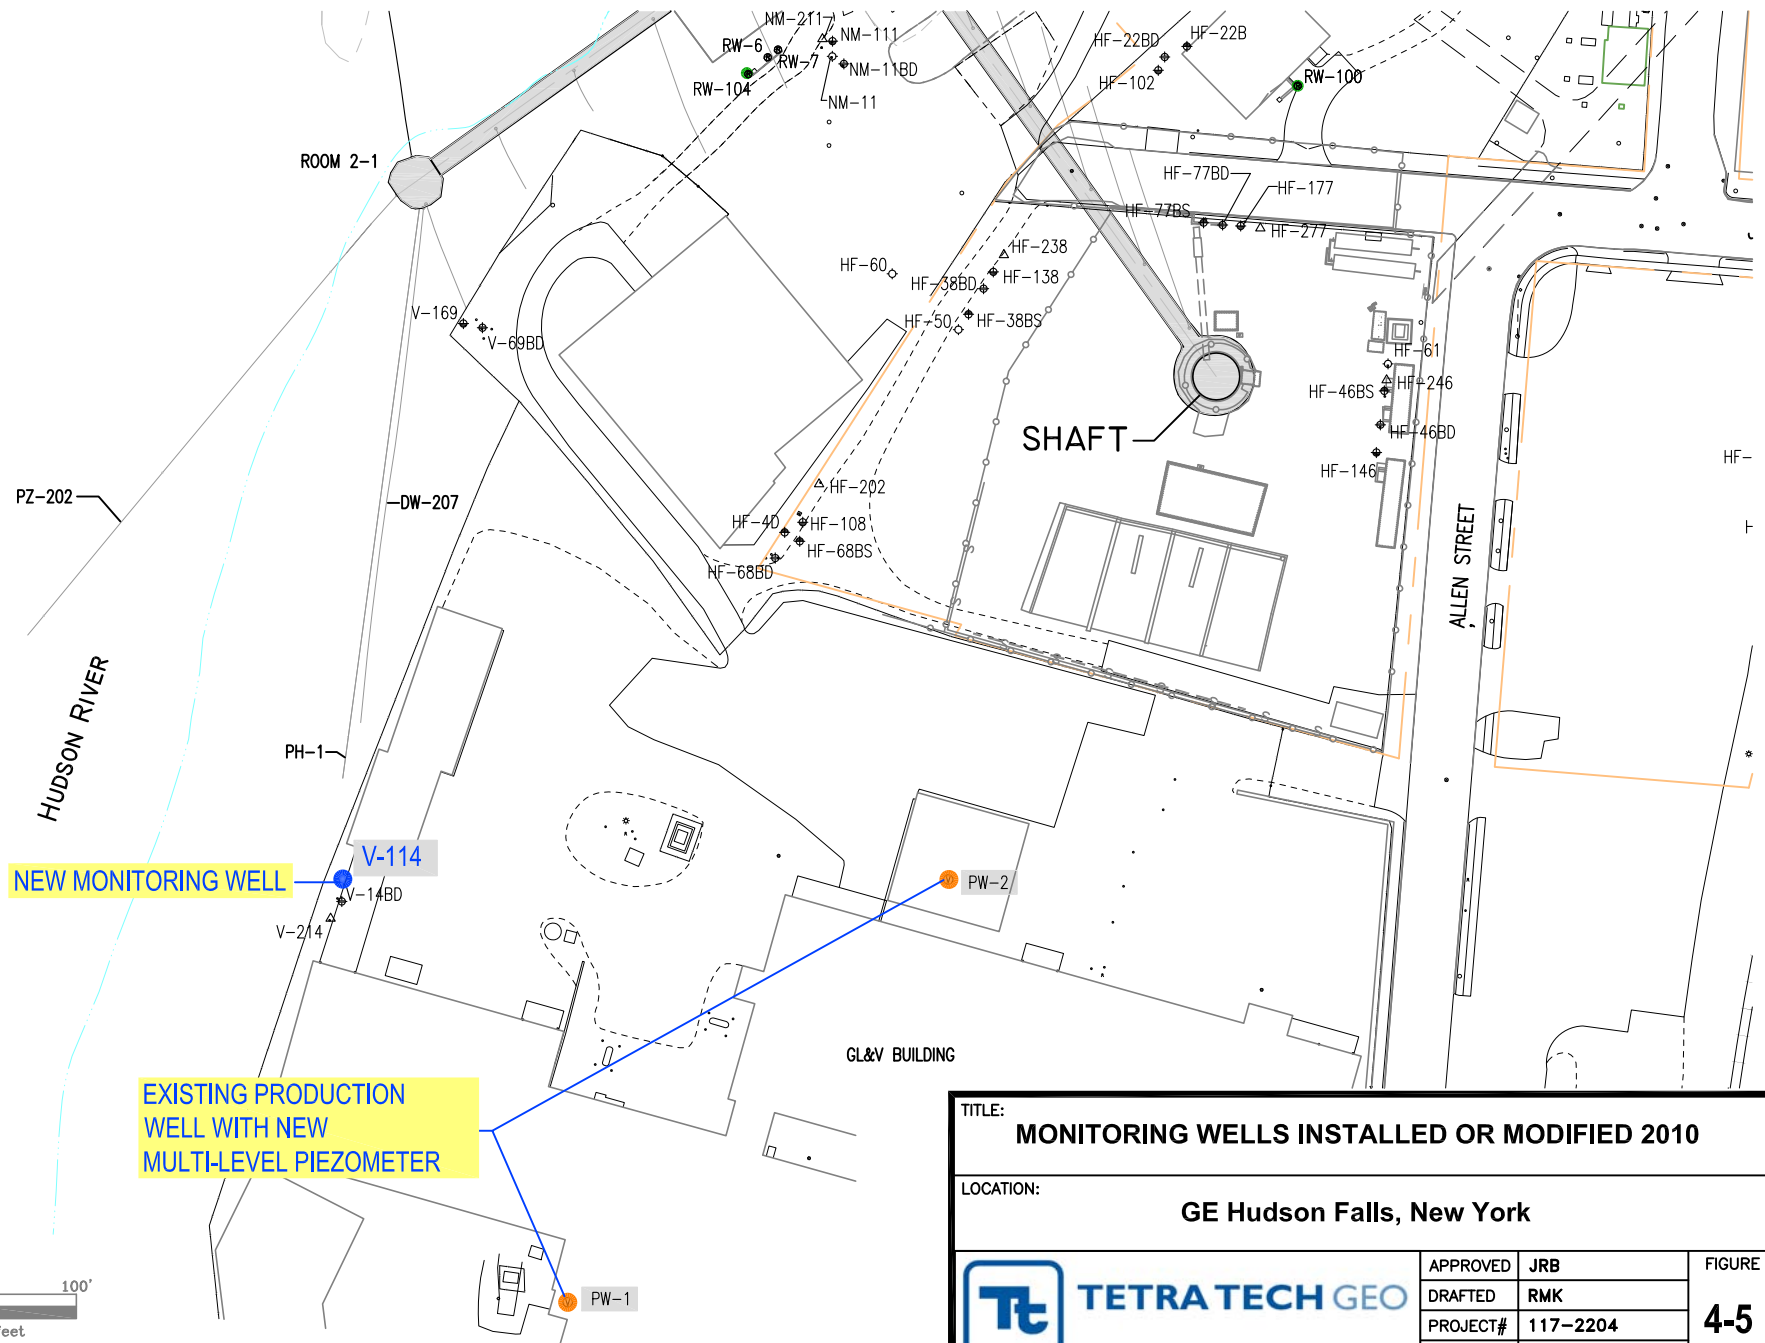 NM-211
NM-111
RW-6
RW-7
NM-11BD
RW-104
NM-11
HF-22BD
HF-22B
HF-102
RW-100
ROOM 2-1
HF-77BD
HF-177
HF-77BS
HF-277
HF-238
HF-60
HF-138
HF-38BD
HF-38BS
HF-50
V-169
V-69BD
HF-61
HF-246
HF-46BS
HF-46BD
HF-146
SHAFT
HF-
PZ-202
DW-207
HF-202
HF-4D
HF-108
HF-68BS
HF-68BD
ALLEN STREET
HUDSON RIVER
PH-1
V-114
NEW MONITORING WELL
V-14BD
V-214
PW-2
GL&V BUILDING
EXISTING PRODUCTION
WELL WITH NEW
MULTI-LEVEL PIEZOMETER
PW-1
100'
TITLE:
MONITORING WELLS INSTALLED OR MODIFIED 2010
LOCATION:
GE Hudson Falls, New York
Tt TETRA TECH GEO
APPROVED JRB
DRAFTED RMK
PROJECT# 117-2204
FIGURE
4-5